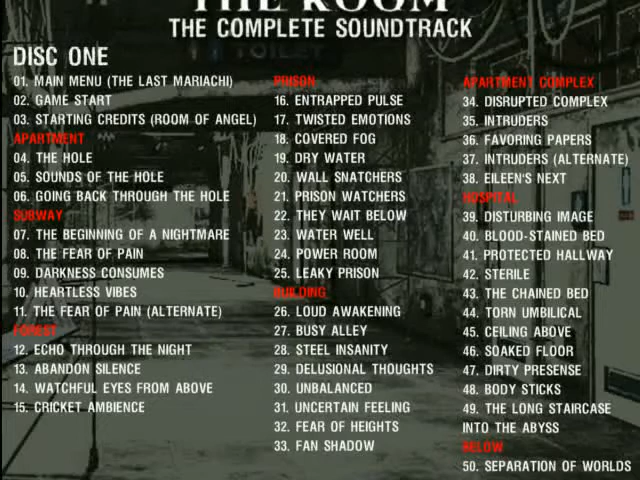 THE ROOM
THE COMPLETE SOUNDTRACK
DISC ONE
01. MAIN MENU (THE LAST MARIACHI)
02. GAME START
03. STARTING CREDITS (ROOM OF ANGEL)
APARTMENT
04. THE HOLE
05. SOUNDS OF THE HOLE
06. GOING BACK THROUGH THE HOLE
SUBWAY
07. THE BEGINNING OF A NIGHTMARE
08. THE FEAR OF PAIN
09. DARKNESS CONSUMES
10. HEARTLESS VIBES
11. THE FEAR OF PAIN (ALTERNATE)
FOREST
12. ECHO THROUGH THE NIGHT
13. ABANDON SILENCE
14. WATCHFUL EYES FROM ABOVE
15. CRICKET AMBIENCE
PRISON
16. ENTRAPPED PULSE
17. TWISTED EMOTIONS
18. COVERED FOG
19. DRY WATER
20. WALL SNATCHERS
21. PRISON WATCHERS
22. THEY WAIT BELOW
23. WATER WELL
24. POWER ROOM
25. LEAKY PRISON
BUILDING
26. LOUD AWAKENING
27. BUSY ALLEY
28. STEEL INSANITY
29. DELUSIONAL THOUGHTS
30. UNBALANCED
31. UNCERTAIN FEELING
32. FEAR OF HEIGHTS
33. FAN SHADOW
APARTMENT COMPLEX
34. DISRUPTED COMPLEX
35. INTRUDERS
36. FAVORING PAPERS
37. INTRUDERS (ALTERNATE)
38. EILEEN'S NEXT
HOSPITAL
39. DISTURBING IMAGE
40. BLOOD-STAINED BED
41. PROTECTED HALLWAY
42. STERILE
43. THE CHAINED BED
44. TORN UMBILICAL
45. CEILING ABOVE
46. SOAKED FLOOR
47. DIRTY PRESENSE
48. BODY STICKS
49. THE LONG STAIRCASE
INTO THE ABYSS
BELOW
50. SEPARATION OF WORLDS